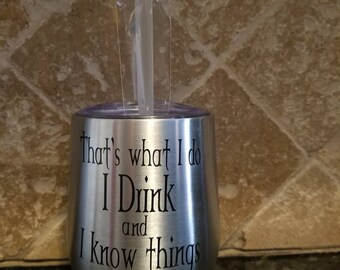 That's what I do
I Drink
and
I know things